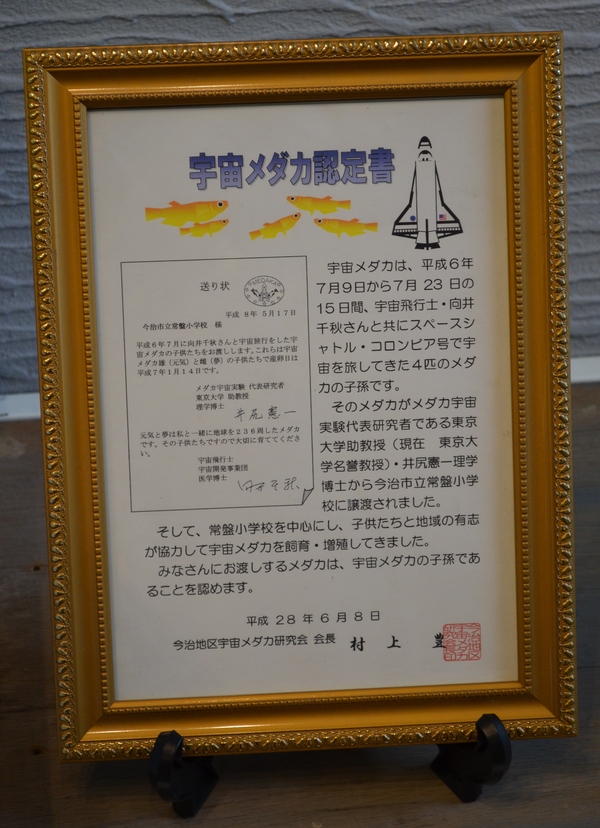 宇宙メダカ認定書
送り状
平成 8年 5月17日
今治市立常盤小学校 様
平成6年7月に向井千秋さんと宇宙旅行をした宇
宙メダカの子供たちをお渡しします。これらは宇宙
メダカ雄（元気）と雌（夢）の子供たちで産卵日は
平成7年1月14日です。
メダカ宇宙実験 代表研究者
東京大学 助教授
理学博士
井尻憲一
元気と夢は私と一緒に地球を236周したメダカ
です。その子供たちですので大切に育ててくださ
い。
宇宙飛行士
宇宙開発事業団
医学博士
宇宙メダカは、平成6年
7月9日から7月 23 日の
15日間、宇宙飛行士・向井
千秋さんと共にスペースシ
ャトル・コロンビア号で宇
宙を旅してきた4匹のメダ
カの子孫です。
そのメダカがメダカ宇宙
実験代表研究者である東京
大学助教授（現在 東京大
学名誉教授）・井尻憲一理学
博士から今治市立常盤小学
校に譲渡されました。
そして、常盤小学校を中心にし、子供たちと地域の有志
が協力して宇宙メダカを飼育・増殖してきました。
みなさんにお渡しするメダカは、宇宙メダカの子孫であ
ることを認めます。
平成 28 年 6 月 8 日
今治地区宇宙メダカ研究会 会長 村 上 豊